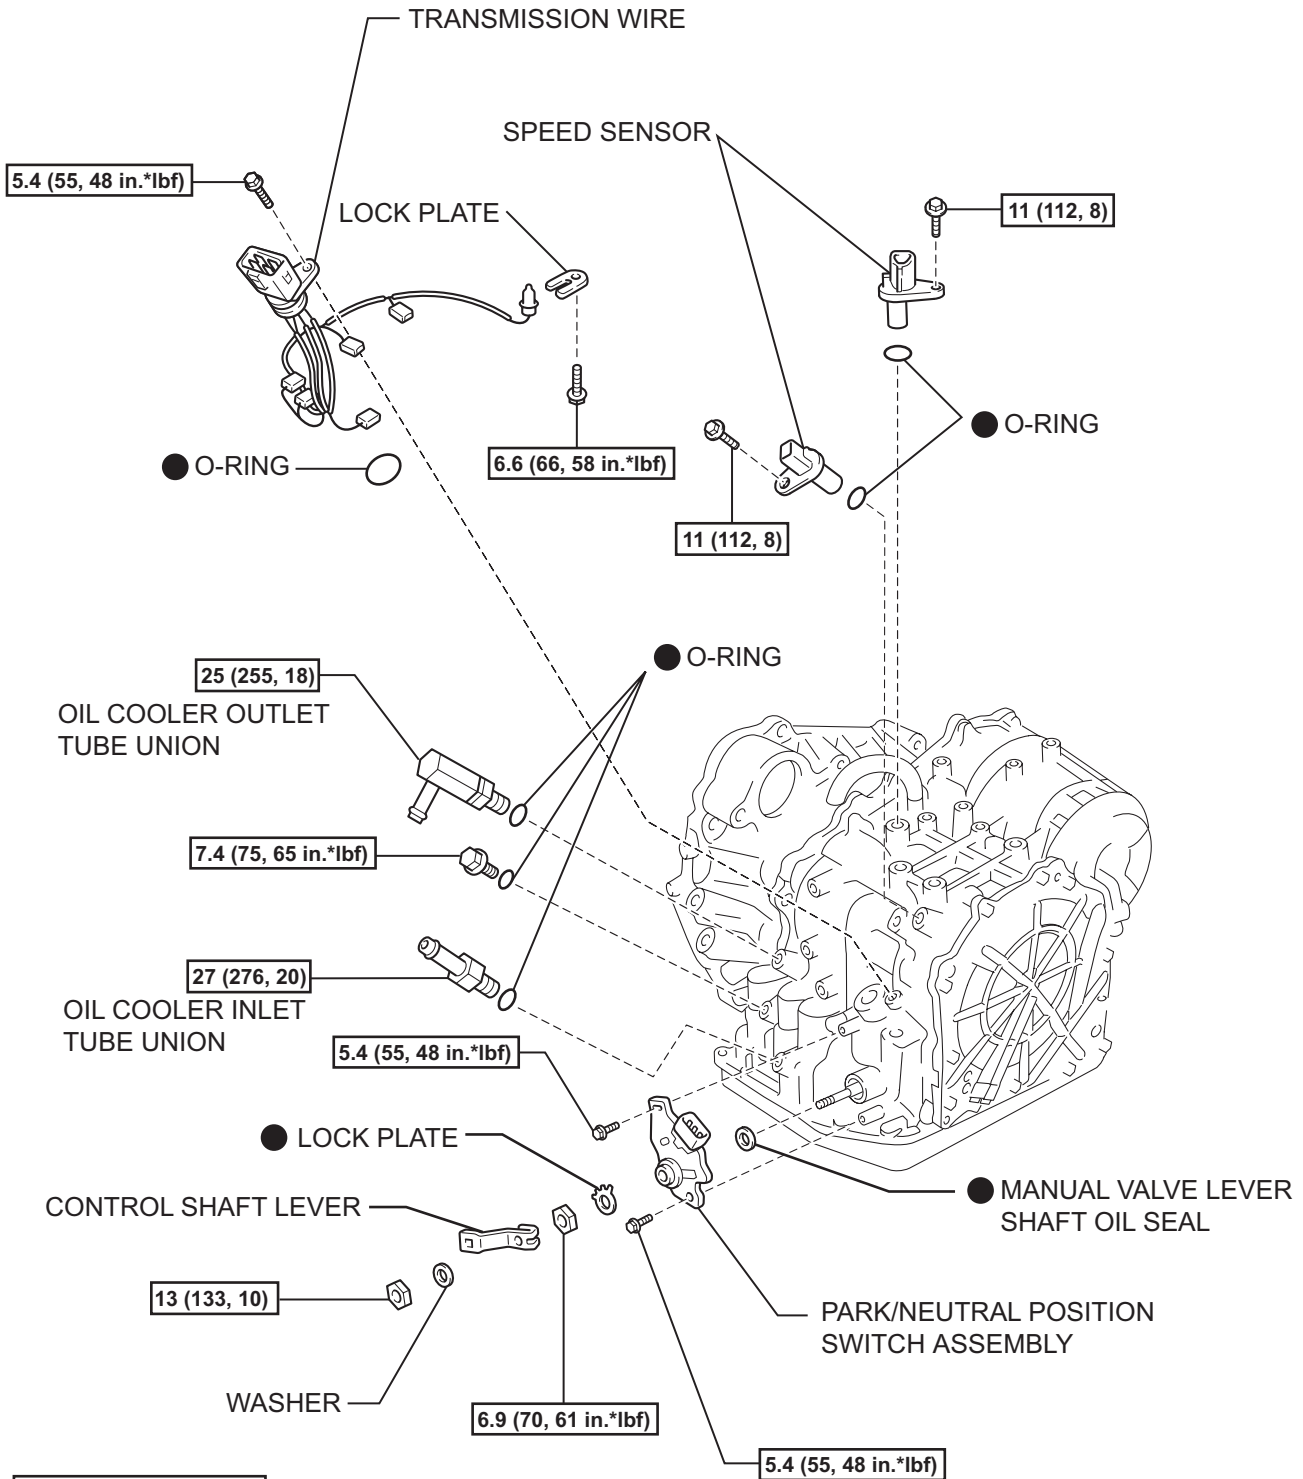 TRANSMISSION WIRE
SPEED SENSOR
5.4 (55, 48 in.*lbf)
LOCK PLATE
11 (112, 8)
● O-RING
6.6 (66, 58 in.*lbf)
● O-RING
11 (112, 8)
● O-RING
25 (255, 18)
OIL COOLER OUTLET
TUBE UNION
7.4 (75, 65 in.*lbf)
27 (276, 20)
OIL COOLER INLET
TUBE UNION
5.4 (55, 48 in.*lbf)
● LOCK PLATE
CONTROL SHAFT LEVER
● MANUAL VALVE LEVER
SHAFT OIL SEAL
13 (133, 10)
PARK/NEUTRAL POSITION
SWITCH ASSEMBLY
WASHER
6.9 (70, 61 in.*lbf)
5.4 (55, 48 in.*lbf)